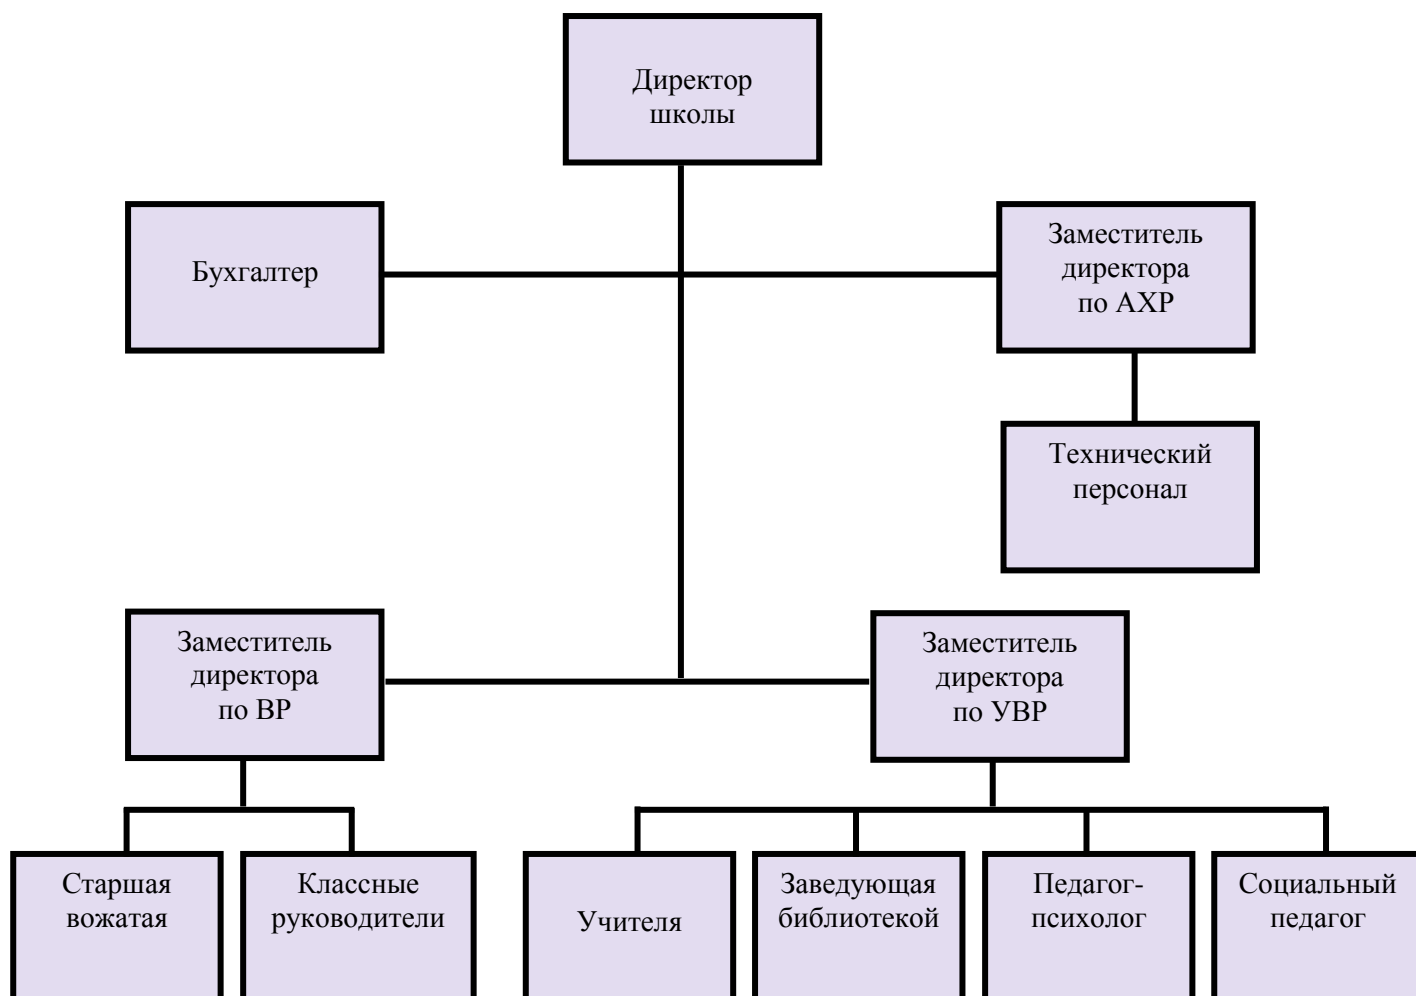 Директор
школы
Бухгалтер
Заместитель
директора
по АХР
Технический
персонал
Заместитель
директора
по ВР
Заместитель
директора
по УВР
Старшая
вожатая
Классные
руководители
Учителя
Заведующая
библиотекой
Педагог-
психолог
Социальный
педагог